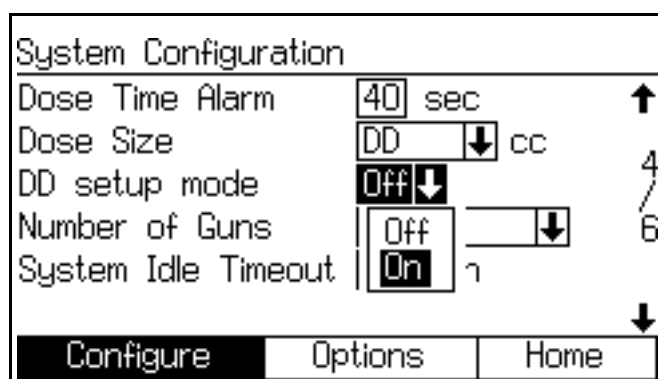 System Configuration
Dose Time Alarm 40 sec
Dose Size DD cc
DD setup mode Off
4
/
6
Number of Guns
Off
System Idle Timeout
On
Configure Options Home